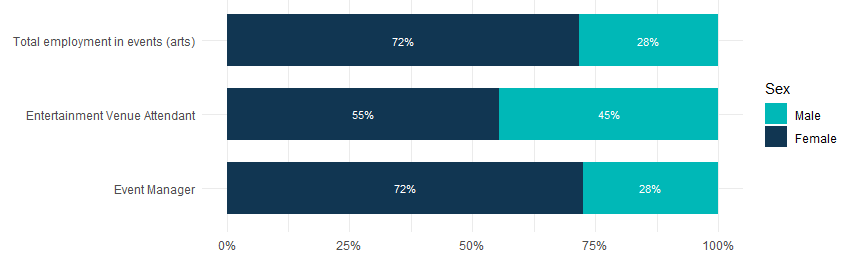 Total employment in events (arts)
72%
28%
Entertainment Venue Attendant
55%
45%
Event Manager
72%
28%
0%
25%
50%
75%
100%
Sex
Male
Female